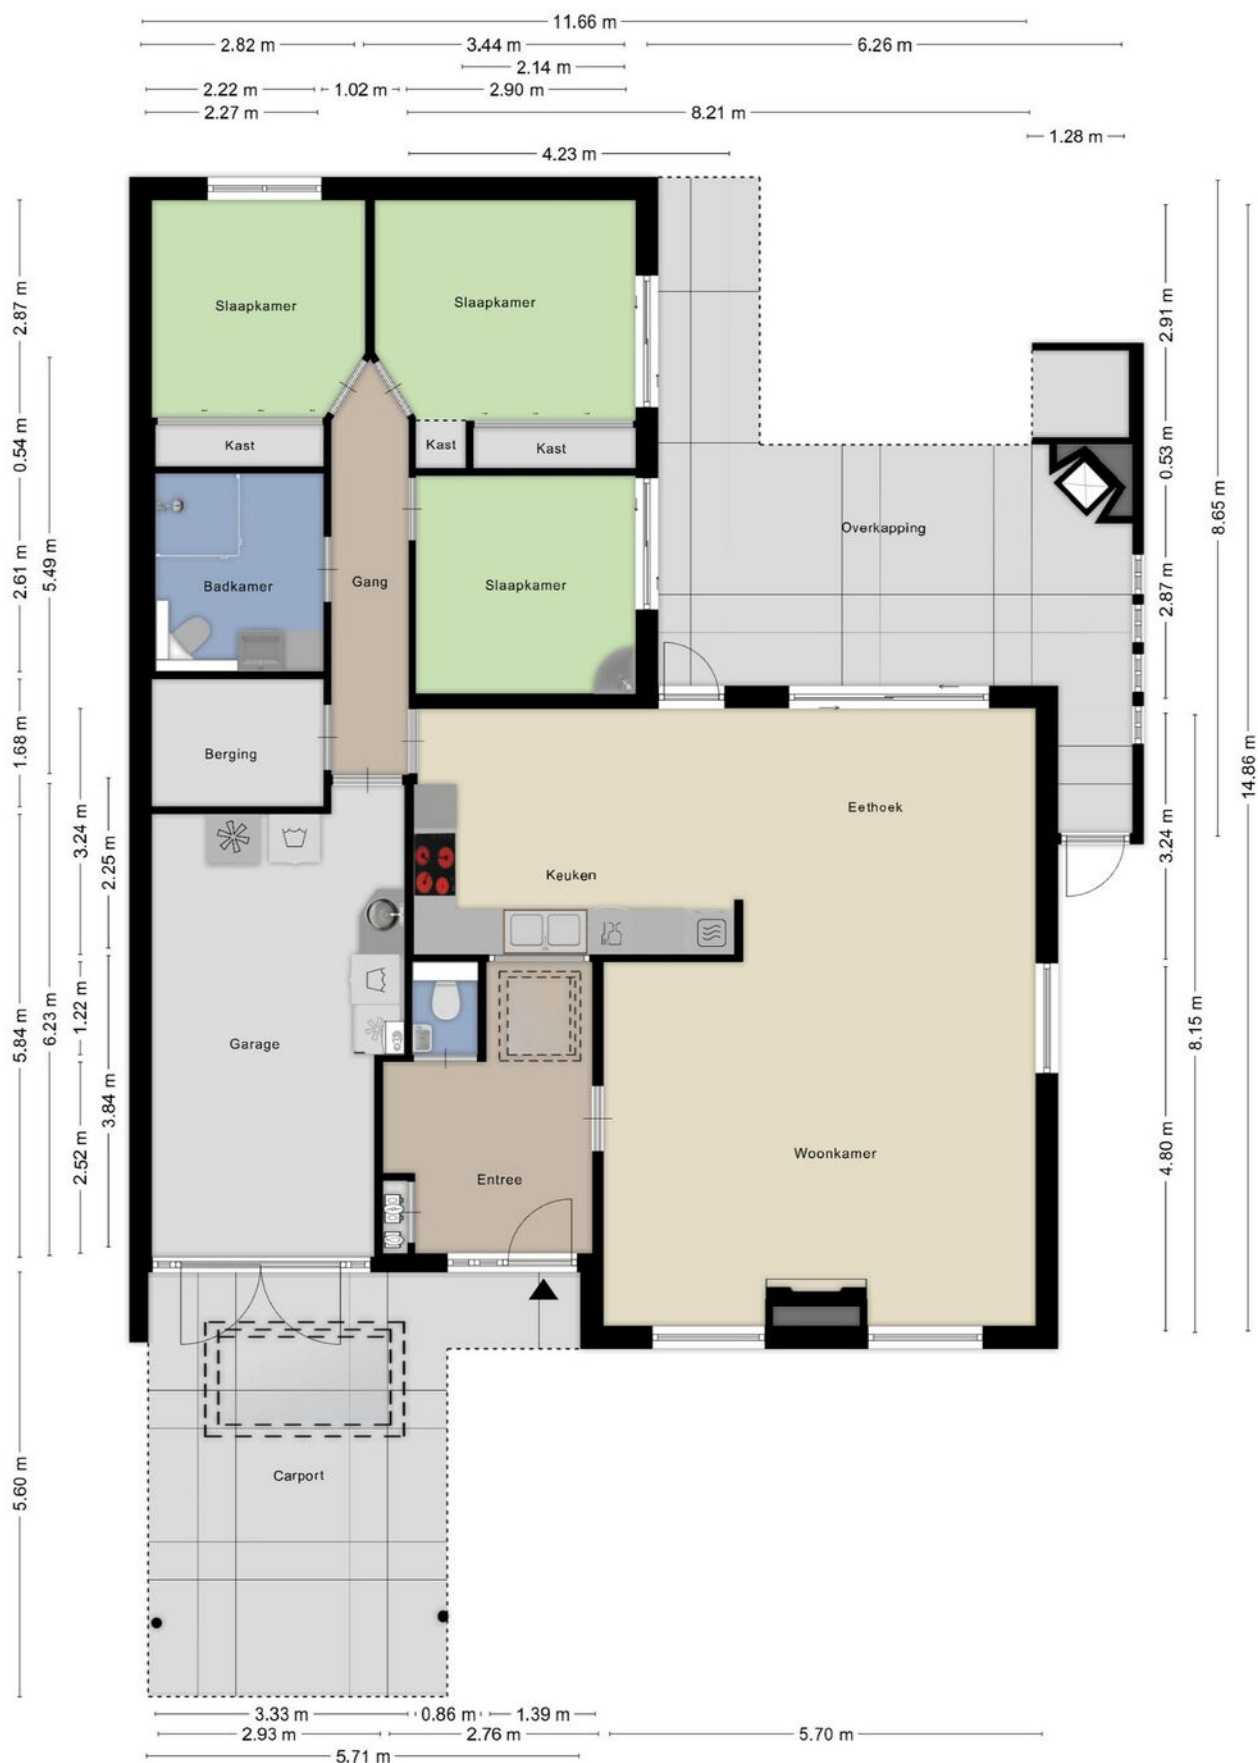 11.66 m
2.82 m
3.44 m
6.26 m
2.14 m
2.22 m
1.02 m
2.90 m
2.27 m
8.21 m
1.28 m
4.23 m
2.87 m
0.54 m
5.49 m
2.61 m
1.68 m
3.24 m
2.25 m
5.84 m
6.23 m
1.22 m
3.84 m
2.52 m
5.60 m
Slaapkamer
Slaapkamer
Kast
Kast
Kast
Overkapping
Badkamer
Gang
Slaapkamer
Berging
Eethoek
Keuken
Garage
Woonkamer
Entree
Carport
2.91 m
0.53 m
8.65 m
2.87 m
14.86 m
3.24 m
8.15 m
4.80 m
3.33 m
0.86 m
1.39 m
2.93 m
2.76 m
5.70 m
5.71 m